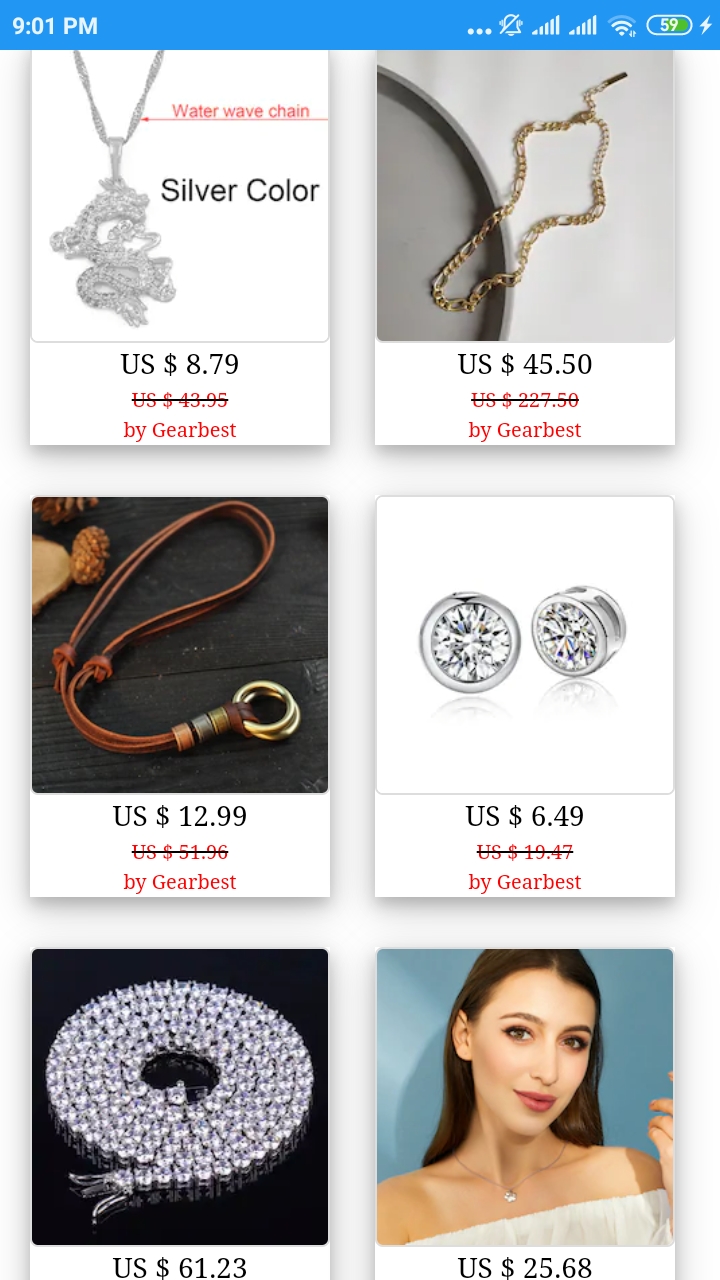 9:01 PM
59
Water wave chain
Silver Color
US $ 8.79
US $ 43.95
by Gearbest
US $ 45.50
US $ 227.50
by Gearbest
US $ 12.99
US $ 51.96
by Gearbest
US $ 6.49
US $ 19.47
by Gearbest
US $ 61.23
US $ 25.68